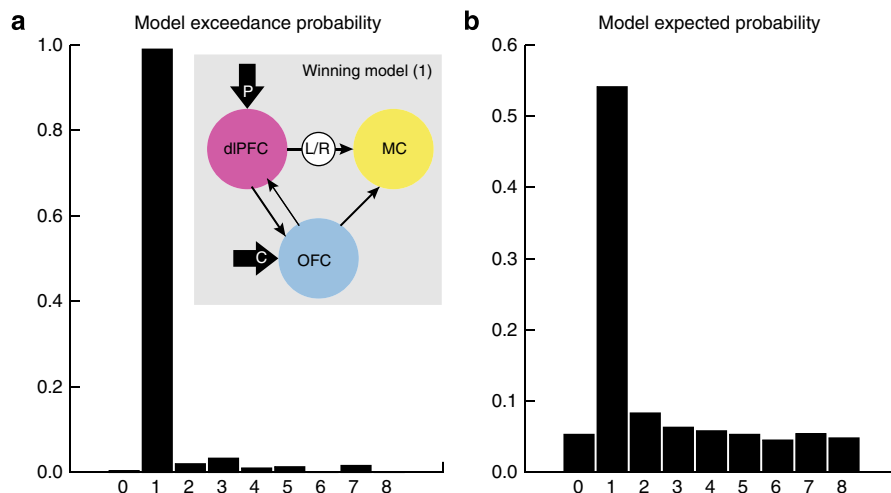 a
Model exceedance probability
1.0
0.8
0.6
0.4
0.2
0.0
0 1 2 3 4 5 6 7 8
Winning model (1)
P
dlPFC
L/R
MC
C
OFC
b
Model expected probability
0.6
0.5
0.4
0.3
0.2
0.1
0.0
0 1 2 3 4 5 6 7 8